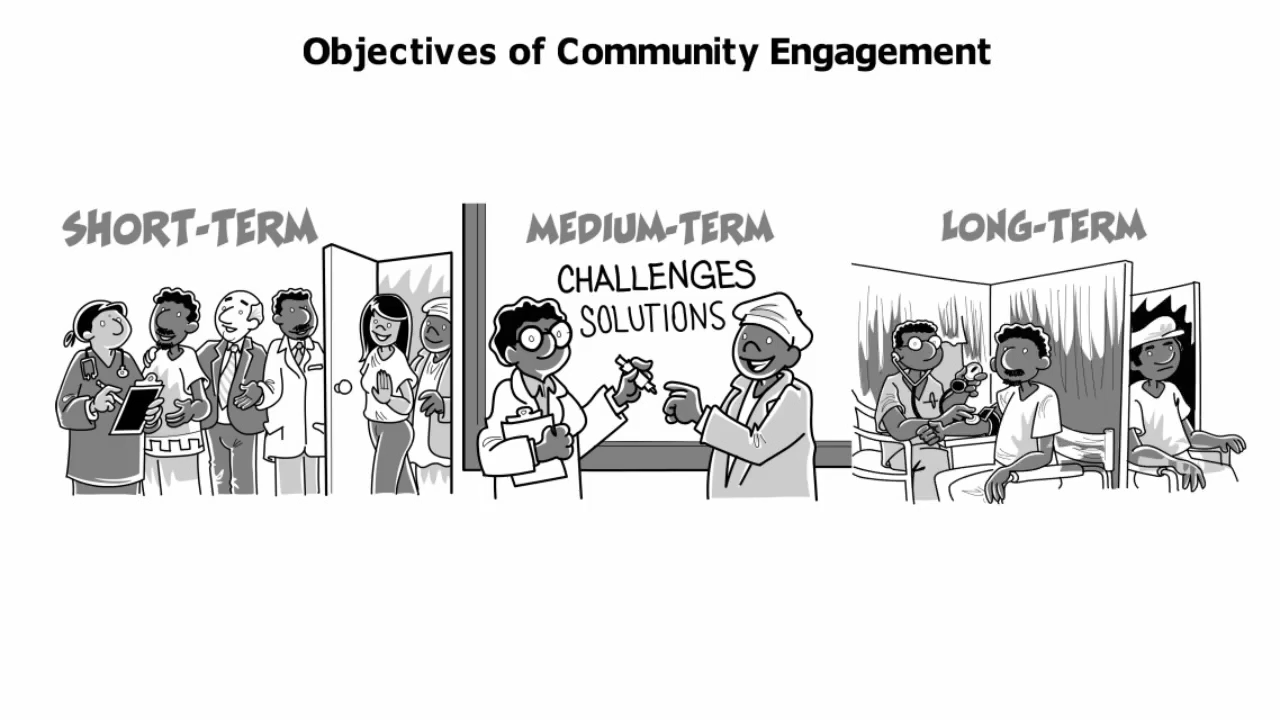 Objectives of Community Engagement
SHORT-TERM
MEDIUM-TERM
LONG-TERM
CHALLENGES
SOLUTIONS